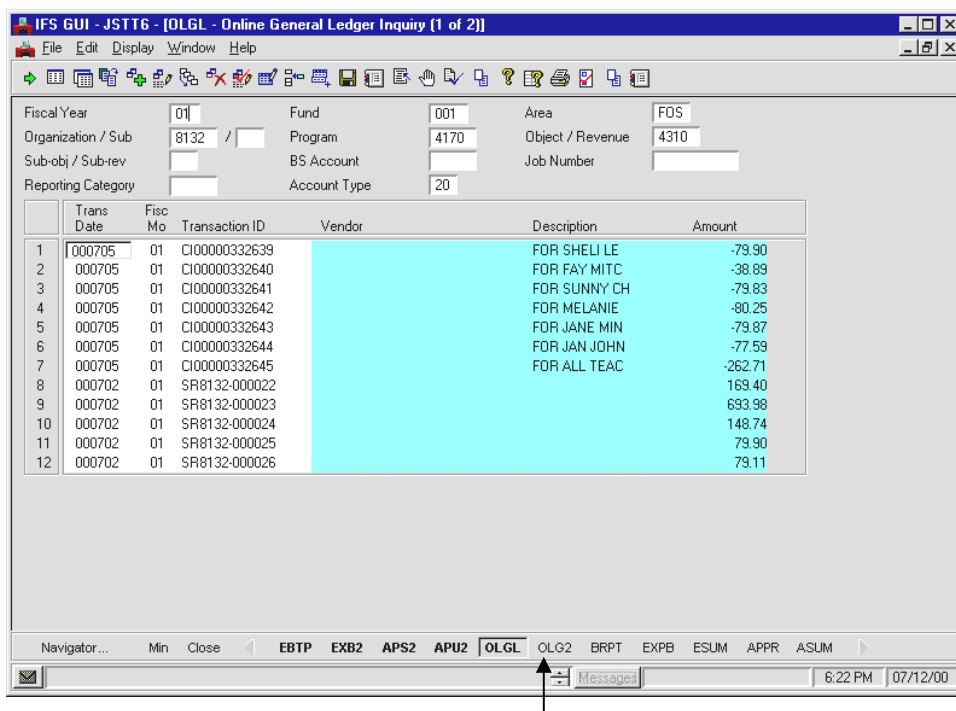 IFS GUI - JSTT6 - [OLGL - Online General Ledger Inquiry (1 of 2)]
File Edit Display Window Help
Fiscal Year 01 Fund 001 Area FOS
Organization / Sub 8132 / Program 4170 Object / Revenue 4310
Sub-obj / Sub-rev BS Account Job Number
Reporting Category Account Type 20
Trans Date Fisc Mo Transaction ID Vendor Description Amount
1 000705 01 CI00000332639 FOR SHELI LE -79.90
2 000705 01 CI00000332640 FOR FAY MITC -38.89
3 000705 01 CI00000332641 FOR SUNNY CH -79.83
4 000705 01 CI00000332642 FOR MELANIE -80.25
5 000705 01 CI00000332643 FOR JANE MIN -79.87
6 000705 01 CI00000332644 FOR JAN JOHN -77.59
7 000705 01 CI00000332645 FOR ALL TEAC -262.71
8 000702 01 SR8132-000022 169.40
9 000702 01 SR8132-000023 693.98
10 000702 01 SR8132-000024 148.74
11 000702 01 SR8132-000025 79.90
12 000702 01 SR8132-000026 79.11
Navigator... Min Close EBTP EXB2 APS2 APU2 OLGL OLG2 BRPT EXPB ESUM APPR ASUM
Messages 6:22 PM 07/12/00